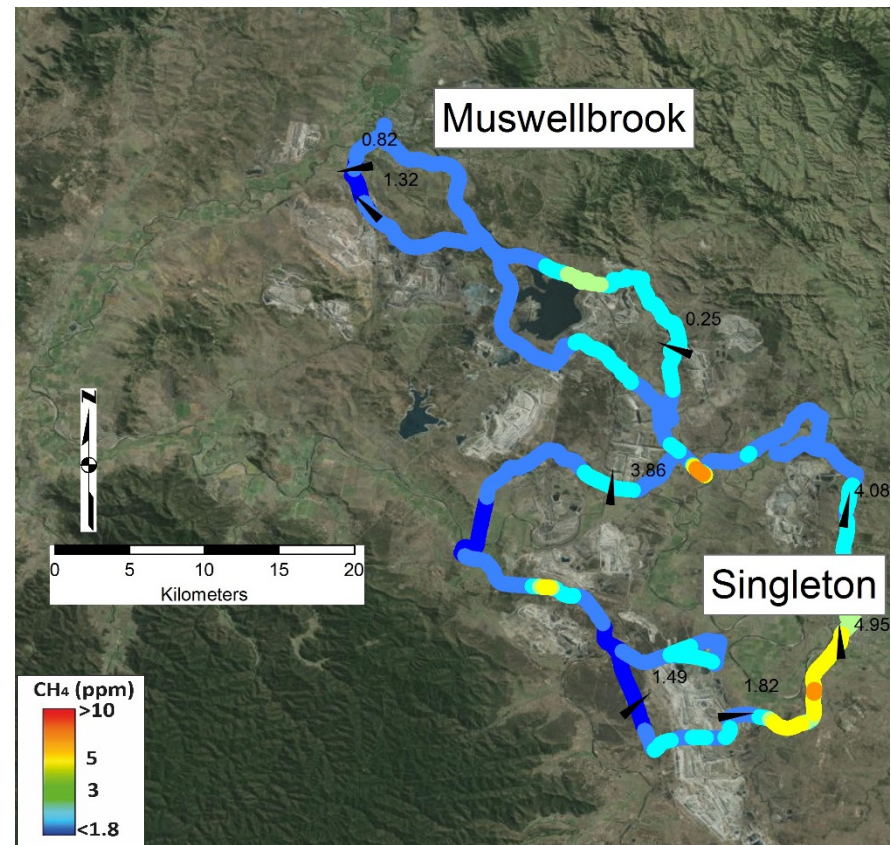 Muswellbrook
0.82
1.32
0.25
N
3.86
4.08
0 5 10 15 20
Kilometers
Singleton
4.95
1.49
1.82
CH₄ (ppm)
>10
5
3
<1.8